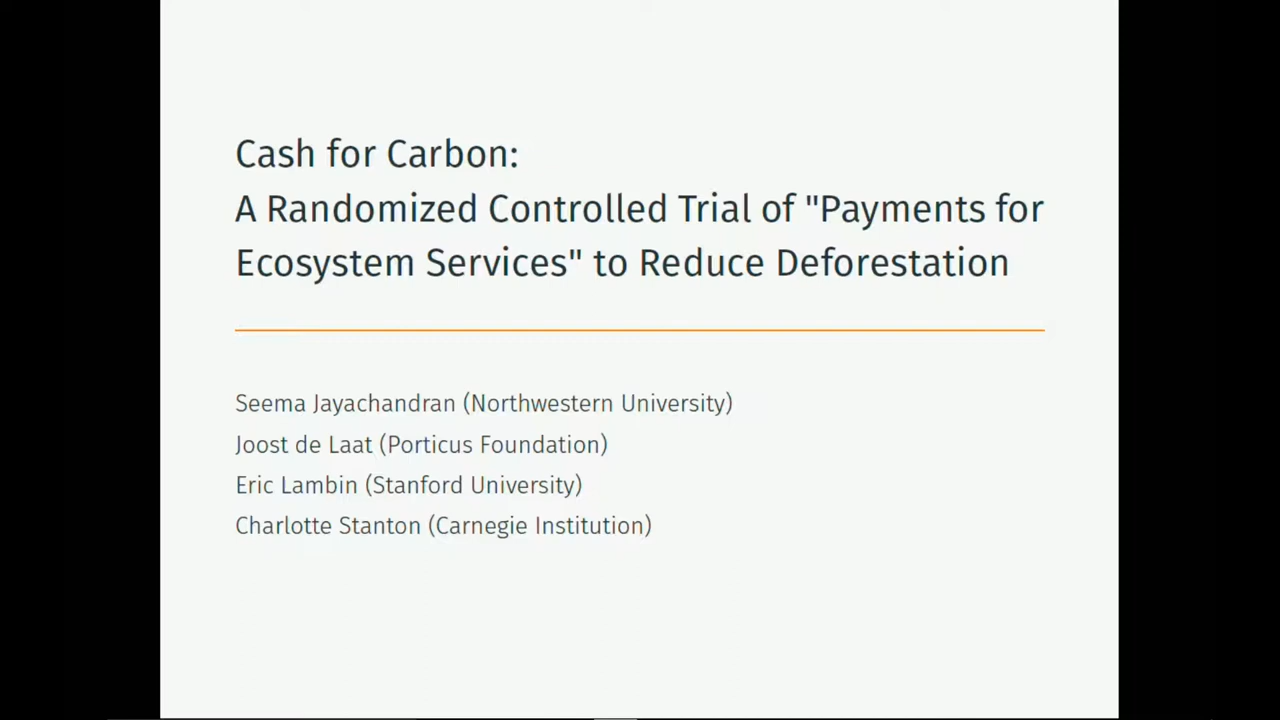 Cash for Carbon:
A Randomized Controlled Trial of "Payments for
Ecosystem Services" to Reduce Deforestation
Seema Jayachandran (Northwestern University)
Joost de Laat (Porticus Foundation)
Eric Lambin (Stanford University)
Charlotte Stanton (Carnegie Institution)